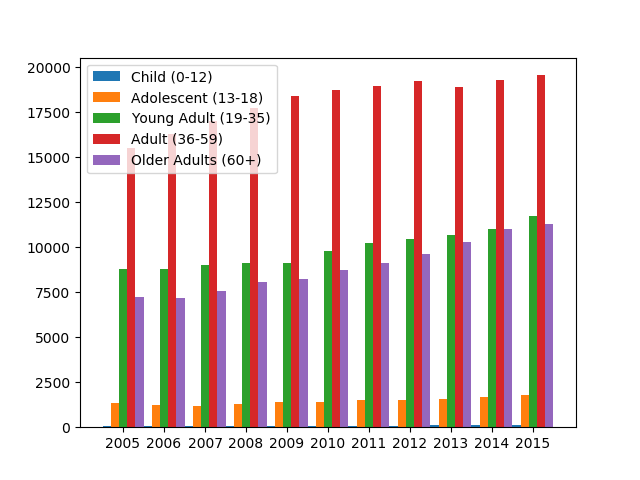 20000
17500
15000
12500
10000
7500
5000
2500
0
Child (0-12)
Adolescent (13-18)
Young Adult (19-35)
Adult (36-59)
Older Adults (60+)
2005 2006 2007 2008 2009 2010 2011 2012 2013 2014 2015